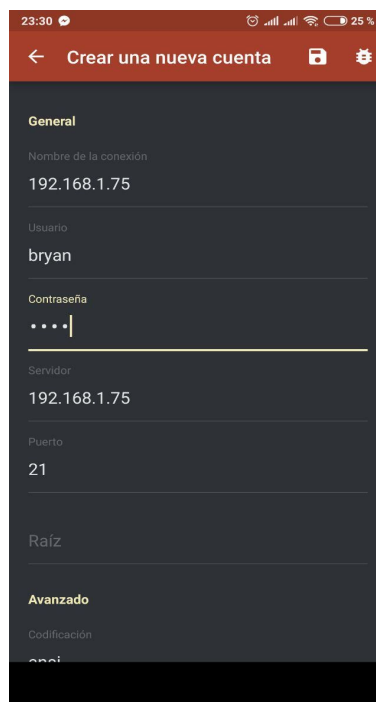 23:30 25 %
Crear una nueva cuenta
General
Nombre de la conexión
192.168.1.75
Usuario
bryan
Contraseña
••••
Servidor
192.168.1.75
Puerto
21
Raíz
Avanzado
Codificación